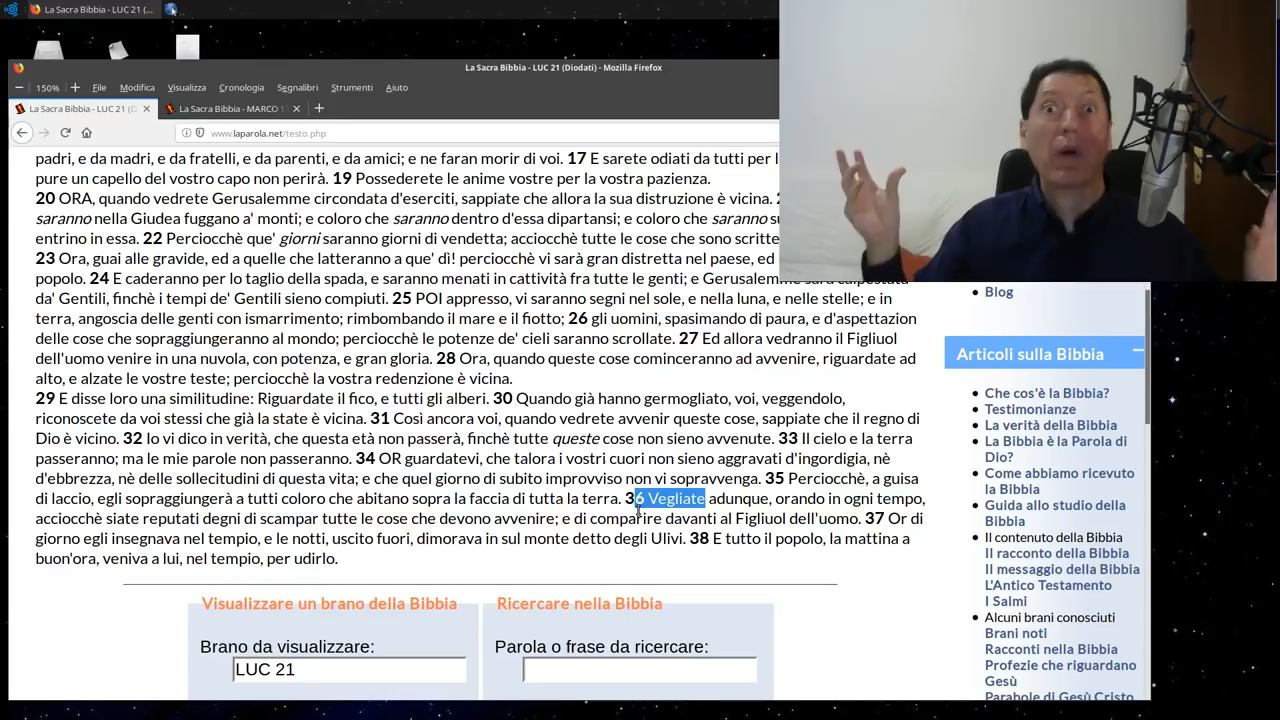 La Sacra Bibbia - LUC 21 (...
La Sacra Bibbia - LUC 21 (Diodati) - Mozilla Firefox
150% File Modifica Visualizza Cronologia Segnalibri Strumenti Aiuto
La Sacra Bibbia - LUC 21 (D
La Sacra Bibbia - MARCO 1
www.laparola.net/testo.php
padri, e da madri, e da fratelli, e da parenti, e da amici; e ne faran morir di voi. 17 E sarete odiati da tutti per l
pure un capello del vostro capo non perirà. 19 Possederete le anime vostre per la vostra pazienza.
20 ORA, quando vedrete Gerusalemme circondata d'eserciti, sappiate che allora la sua distruzione è vicina.
saranno nella Giudea fuggano a' monti; e coloro che saranno dentro d'essa dipartansi; e coloro che saranno su
entrino in essa. 22 Perciocchè que' giorni saranno giorni di vendetta; acciocchè tutte le cose che sono scritte
23 Ora, guai alle gravide, ed a quelle che latteranno a que' dì! perciocchè vi sarà gran distretta nel paese, ed
popolo. 24 E caderanno per lo taglio della spada, e saranno menati in cattività fra tutte le genti; e Gerusalemme sarà calpestata
da' Gentili, finchè i tempi de' Gentili sieno compiuti. 25 POI appresso, vi saranno segni nel sole, e nella luna, e nelle stelle; e in
terra, angoscia delle genti con ismarrimento; rimbombando il mare e il fiotto; 26 gli uomini, spasimando di paura, e d'aspettazion
delle cose che sopraggiungeranno al mondo; perciocchè le potenze de' cieli saranno scrollate. 27 Ed allora vedranno il Figliuol
dell'uomo venire in una nuvola, con potenza, e gran gloria. 28 Ora, quando queste cose cominceranno ad avvenire, riguardate ad
alto, e alzate le vostre teste; perciocchè la vostra redenzione è vicina.
29 E disse loro una similitudine: Riguardate il fico, e tutti gli alberi. 30 Quando già hanno germogliato, voi, veggendolo,
riconoscete da voi stessi che già la state è vicina. 31 Così ancora voi, quando vedrete avvenir queste cose, sappiate che il regno di
Dio è vicino. 32 Io vi dico in verità, che questa età non passerà, finchè tutte queste cose non sieno avvenute. 33 Il cielo e la terra
passeranno; ma le mie parole non passeranno. 34 OR guardatevi, che talora i vostri cuori non sieno aggravati d'ingordigia, nè
d'ebbrezza, nè delle sollecitudini di questa vita; e che quel giorno di subito improvviso non vi sopravvenga. 35 Perciocchè, a guisa
di laccio, egli sopraggiungerà a tutti coloro che abitano sopra la faccia di tutta la terra. 36 Vegliate adunque, orando in ogni tempo,
acciocchè siate reputati degni di scampar tutte le cose che devono avvenire; e di comparire davanti al Figliuol dell'uomo. 37 Or di
giorno egli insegnava nel tempio, e le notti, uscito fuori, dimorava in sul monte detto degli Ulivi. 38 E tutto il popolo, la mattina a
buon'ora, veniva a lui, nel tempio, per udirlo.
Visualizzare un brano della Bibbia
Brano da visualizzare:
LUC 21
Ricercare nella Bibbia
Parola o frase da ricercare:
Blog
Articoli sulla Bibbia
Che cos'è la Bibbia?
Testimonianze
La verità della Bibbia
La Bibbia è la Parola di
Dio?
Come abbiamo ricevuto
la Bibbia
Guida allo studio della
Bibbia
Il contenuto della Bibbia
Il racconto della Bibbia
Il messaggio della Bibbia
L'Antico Testamento
I Salmi
Alcuni brani conosciuti
Brani noti
Racconti nella Bibbia
Profezie che riguardano
Gesù
Parabole di Gesù Cristo